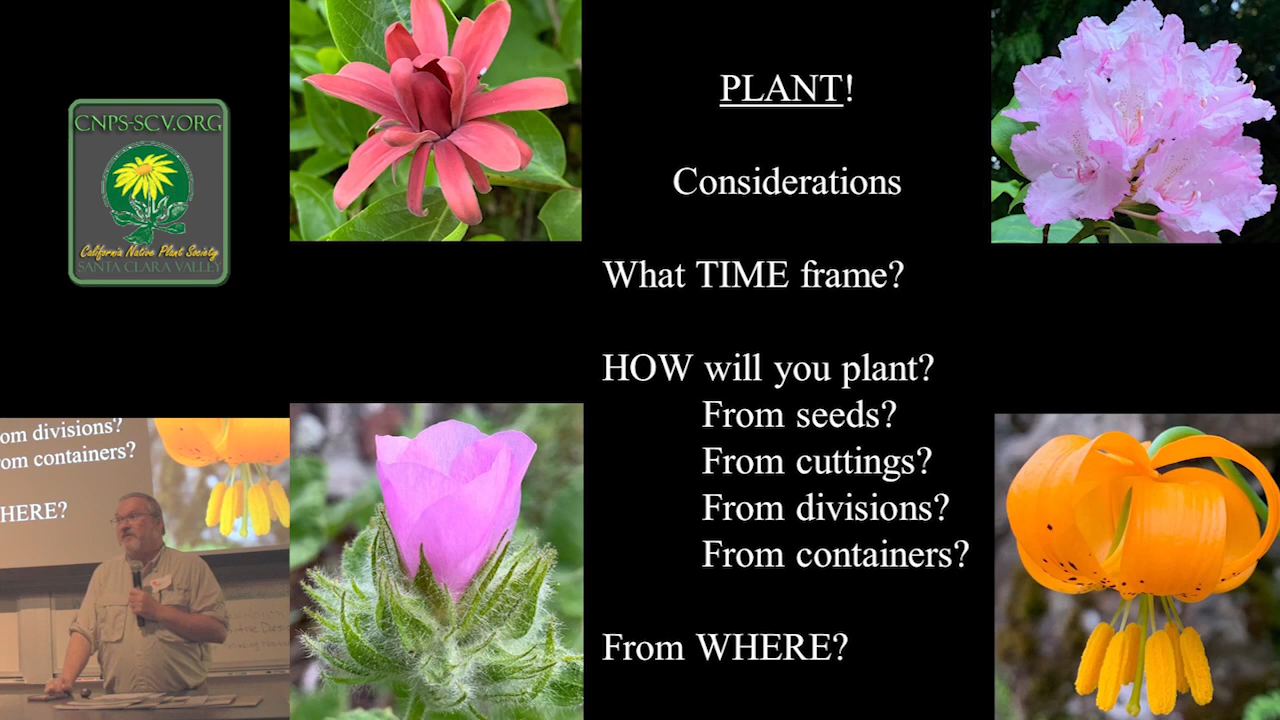 CNPS-SCV.ORG
California Native Plant Society
SANTA CLARA VALLEY
PLANT!
Considerations
What TIME frame?
HOW will you plant?
From seeds?
From cuttings?
From divisions?
From containers?
From WHERE?
om divisions?
om containers?
HERE?